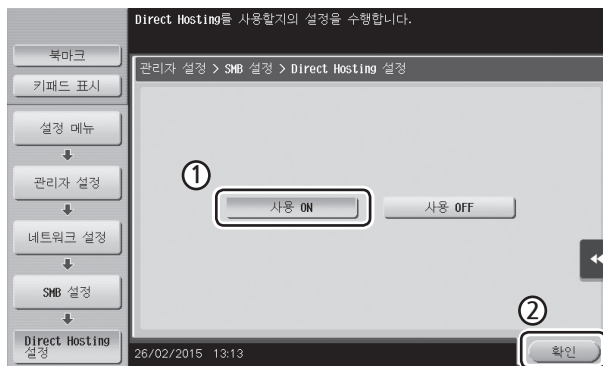 Direct Hosting를 사용할지의 설정을 수행합니다.
북마크
키패드 표시
관리자 설정 > SMB 설정 > Direct Hosting 설정
설정 메뉴
관리자 설정
네트워크 설정
SMB 설정
Direct Hosting
설정
①
사용 ON
사용 OFF
②
26/02/2015 13:13
확인